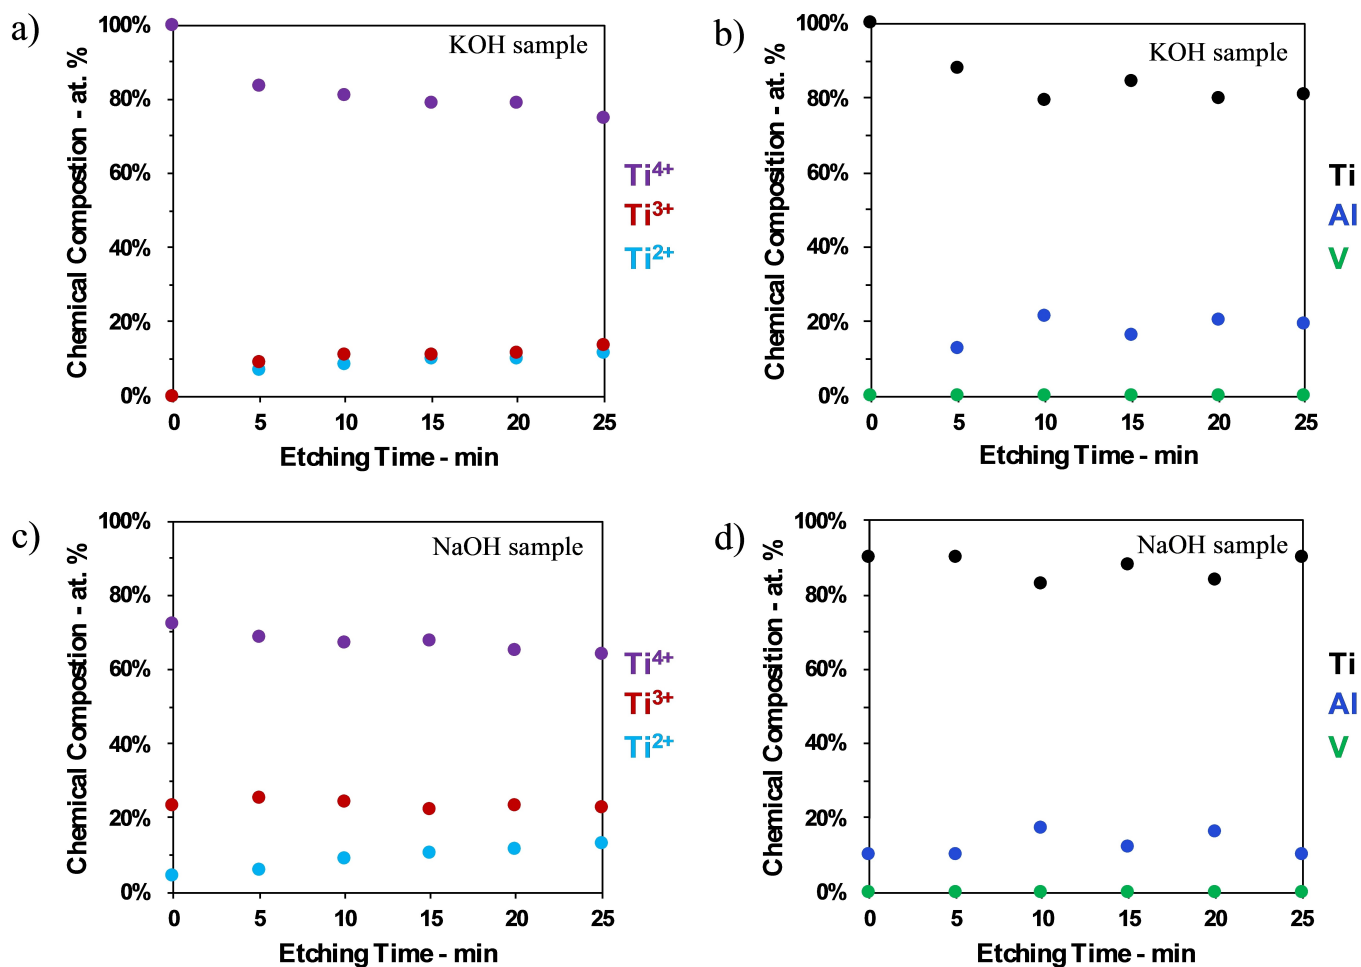 a)
KOH sample
Chemical Compostion - at. %
100%
80%
60%
40%
20%
0%
0 5 10 15 20 25
Etching Time - min
Ti4+
Ti3+
Ti2+
b)
KOH sample
Chemical Composition - at. %
100%
80%
60%
40%
20%
0%
0 5 10 15 20 25
Etching Time - min
Ti
Al
V
c)
NaOH sample
Chemical Compostion - at. %
100%
80%
60%
40%
20%
0%
0 5 10 15 20 25
Etching Time - min
Ti4+
Ti3+
Ti2+
d)
NaOH sample
Chemical Composition - at. %
100%
80%
60%
40%
20%
0%
0 5 10 15 20 25
Etching Time - min
Ti
Al
V